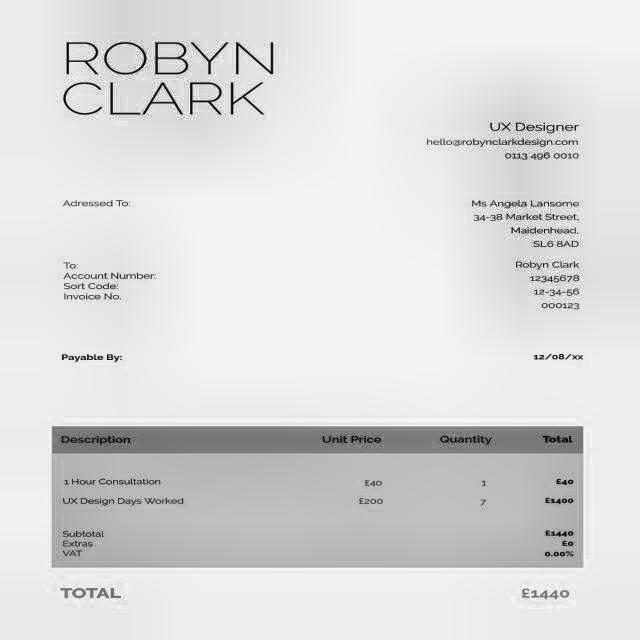 ROBYN
CLARK
UX Designer
hello@robynclarkdesign.com
0113 496 0010
Adressed To:
Ms Angela Lansome
34-38 Market Street,
Maidenhead,
SL6 8AD
To: Robyn Clark
Account Number: 12345678
Sort Code: 12-34-56
Invoice No. 000123
Payable By: 12/08/xx
Description Unit Price Quantity Total
1 Hour Consultation £40 1 £40
UX Design Days Worked £200 7 £1400
Subtotal £1440
Extras £0
VAT 0.00%
TOTAL £1440